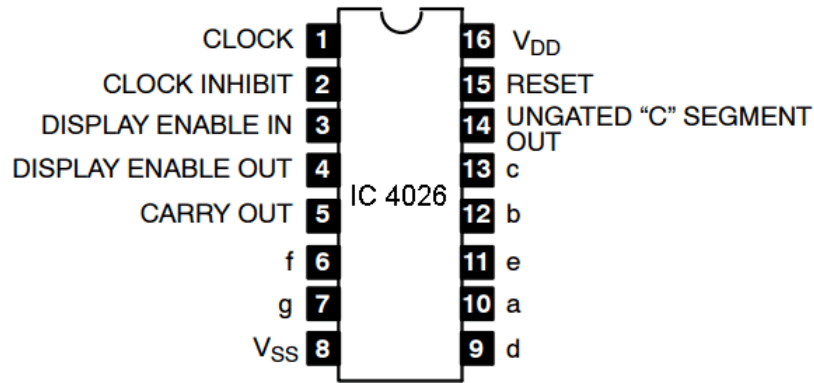 CLOCK 1 16 VDD
CLOCK INHIBIT 2 15 RESET
DISPLAY ENABLE IN 3 14 UNGATED “C” SEGMENT
OUT
DISPLAY ENABLE OUT 4 13 c
IC 4026
CARRY OUT 5 12 b
f 6 11 e
g 7 10 a
VSS 8 9 d